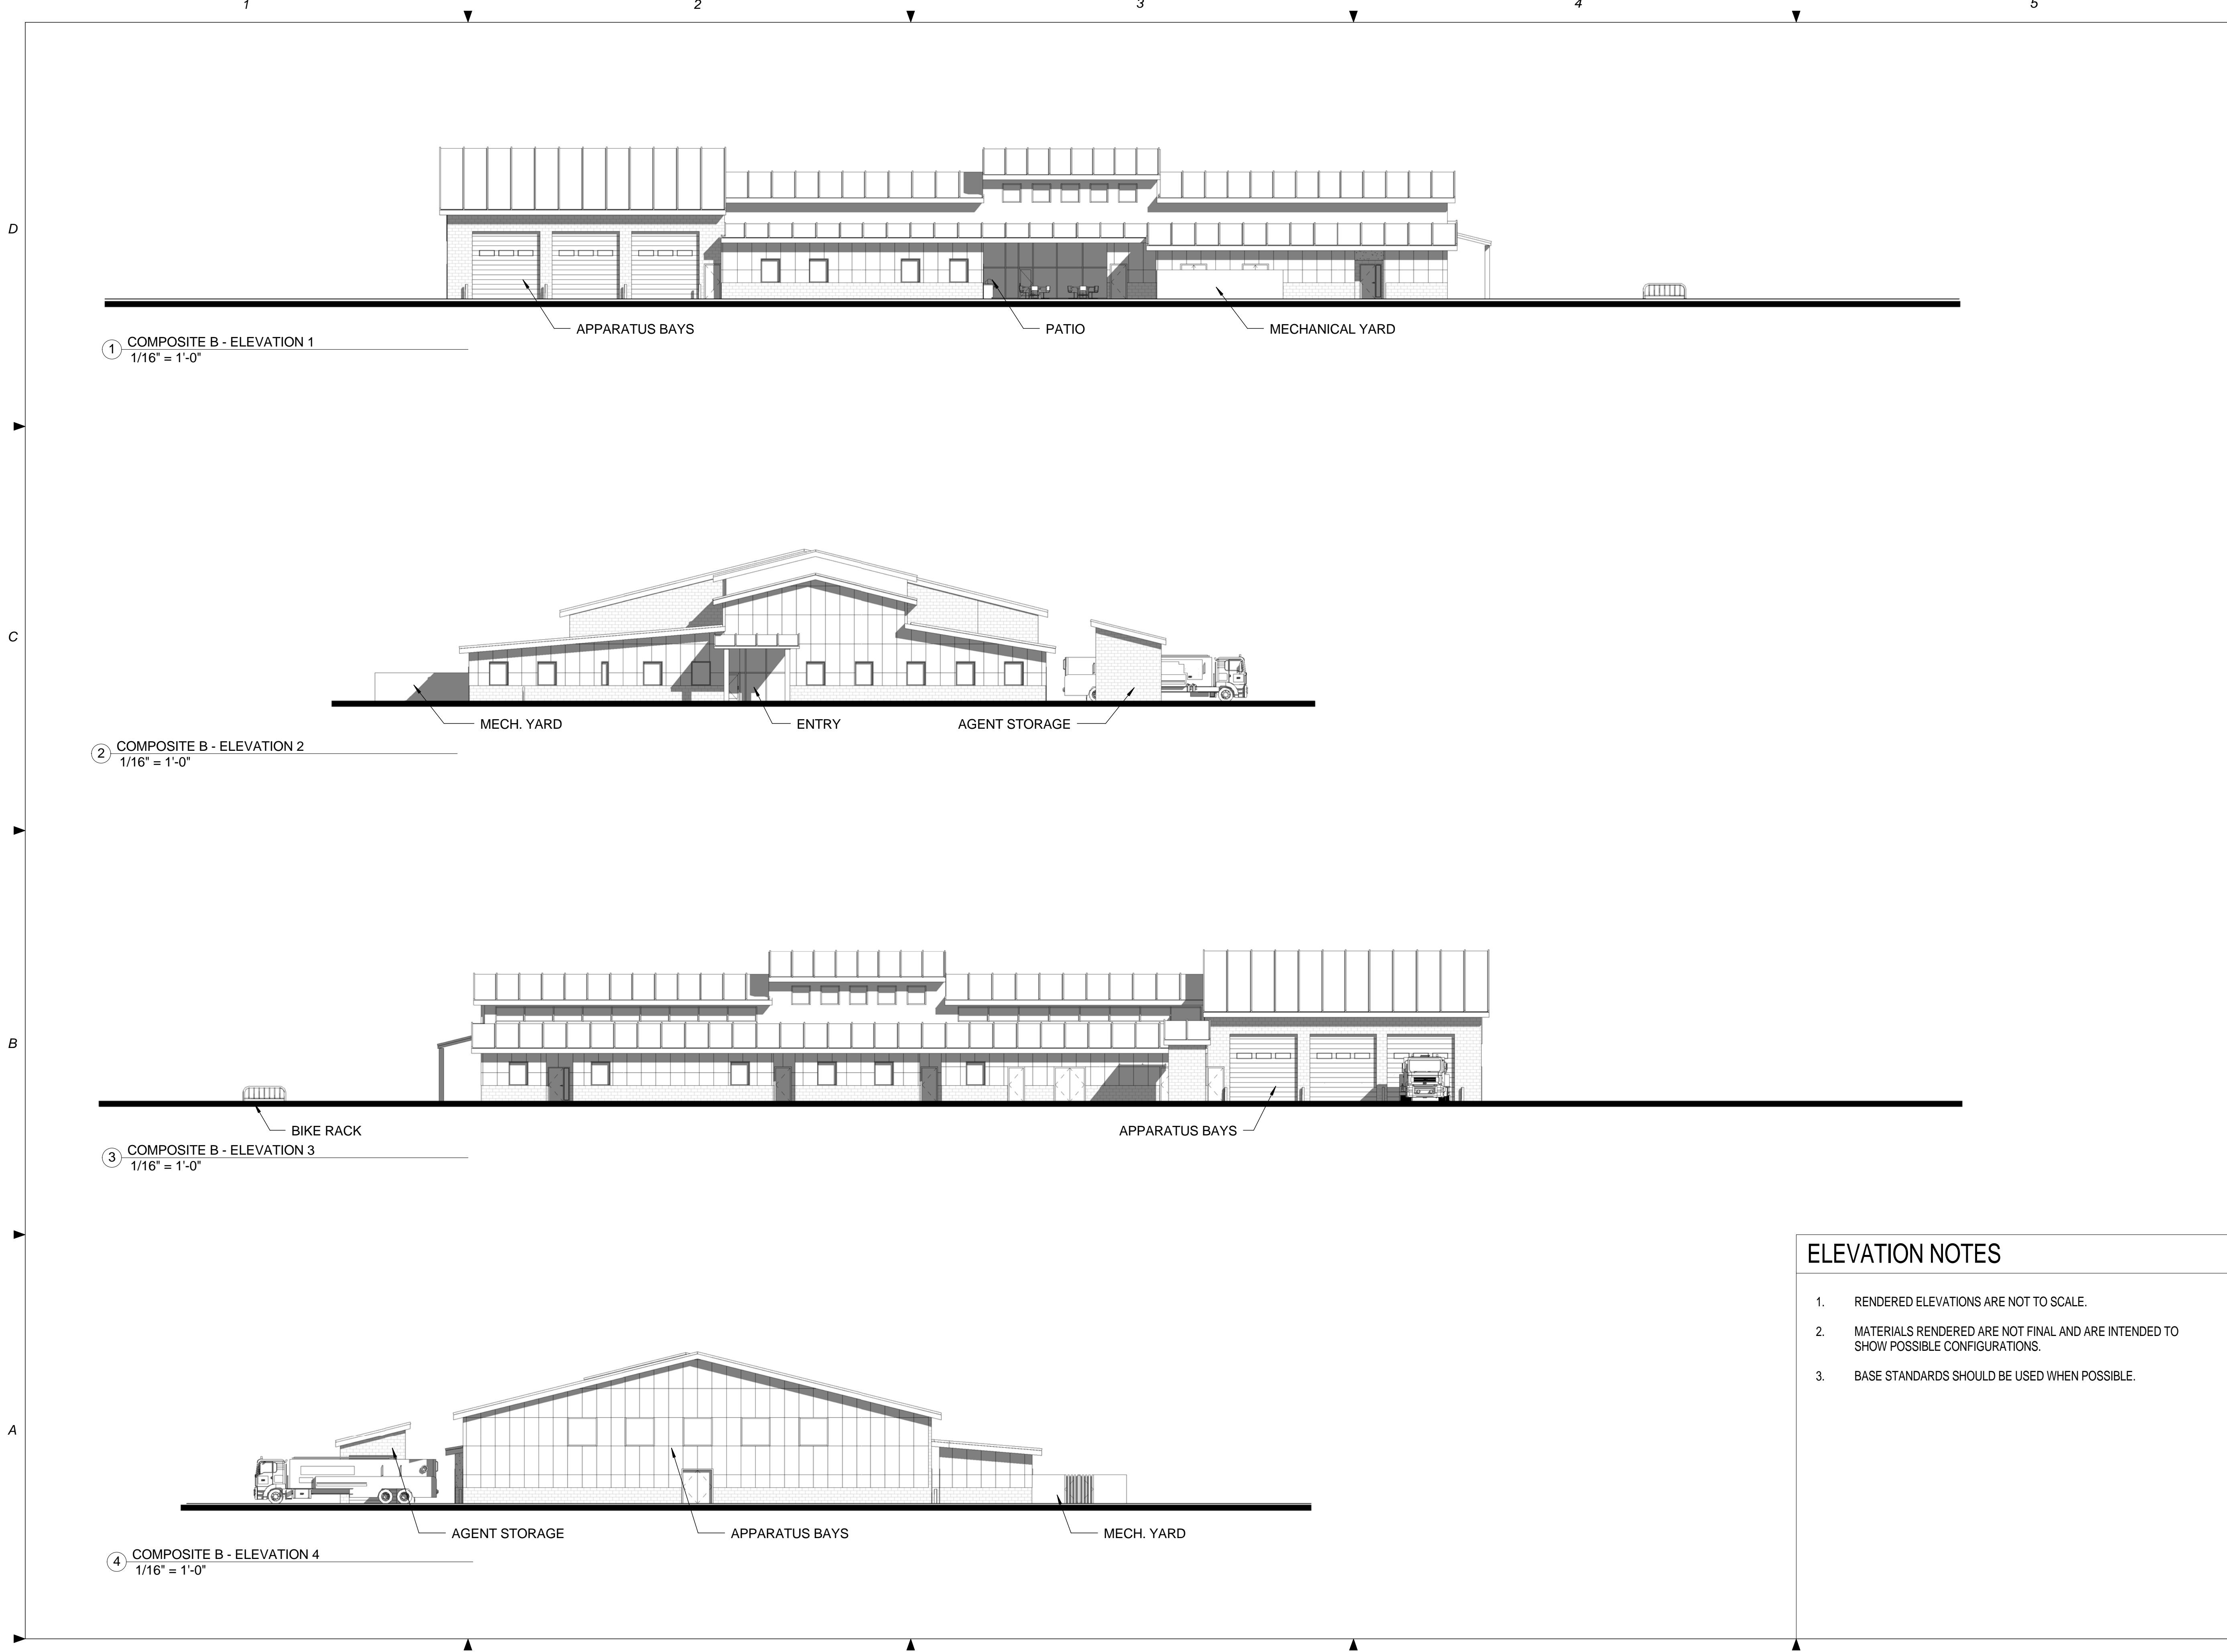 1
2
3
4
5
D
APPARATUS BAYS
PATIO
MECHANICAL YARD
1
COMPOSITE B - ELEVATION 1
1/16" = 1'-0"
C
MECH. YARD
ENTRY
AGENT STORAGE
2
COMPOSITE B - ELEVATION 2
1/16" = 1'-0"
B
BIKE RACK
APPARATUS BAYS
3
COMPOSITE B - ELEVATION 3
1/16" = 1'-0"
ELEVATION NOTES
1. RENDERED ELEVATIONS ARE NOT TO SCALE.
2. MATERIALS RENDERED ARE NOT FINAL AND ARE INTENDED TO
SHOW POSSIBLE CONFIGURATIONS.
3. BASE STANDARDS SHOULD BE USED WHEN POSSIBLE.
A
AGENT STORAGE
APPARATUS BAYS
MECH. YARD
4
COMPOSITE B - ELEVATION 4
1/16" = 1'-0"